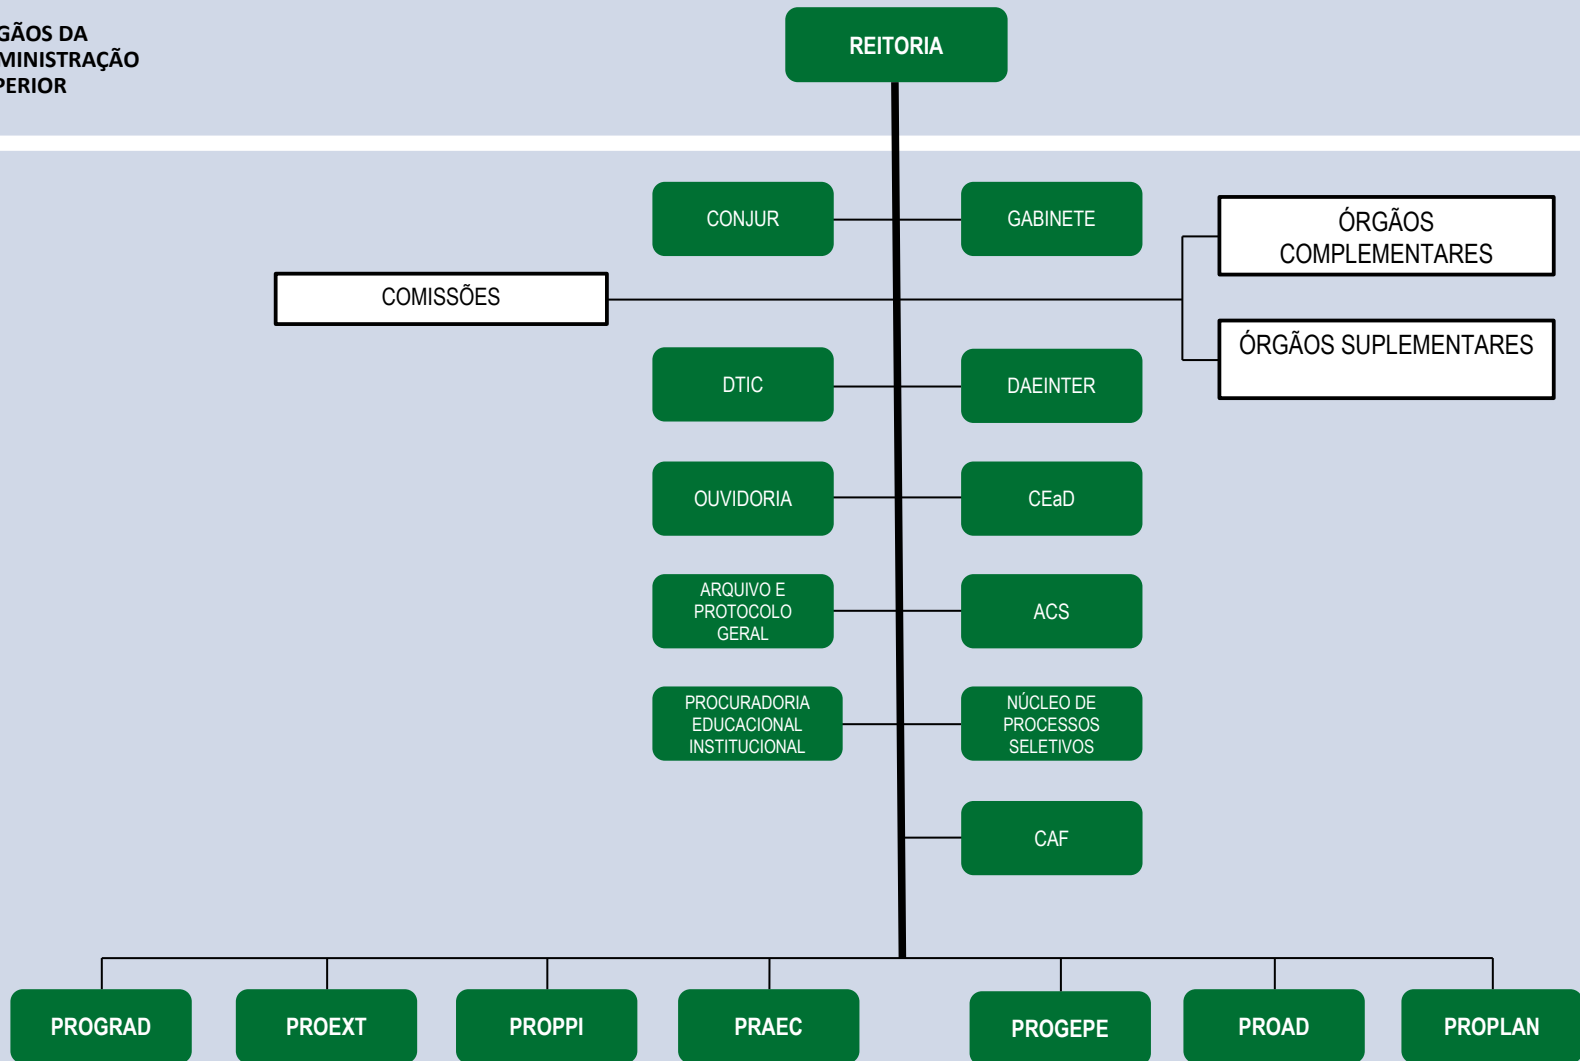 GÃOS DA
MINISTRAÇÃO
PERIOR
REITORIA
CONJUR
GABINETE
ÓRGÃOS
COMPLEMENTARES
COMISSÕES
ÓRGÃOS SUPLEMENTARES
DTIC
DAEINTER
OUVIDORIA
CEaD
ARQUIVO E
PROTOCOLO
GERAL
ACS
PROCURADORIA
EDUCACIONAL
INSTITUCIONAL
NÚCLEO DE
PROCESSOS
SELETIVOS
CAF
PROGRAD
PROEXT
PROPPI
PRAEC
PROGEPE
PROAD
PROPLAN